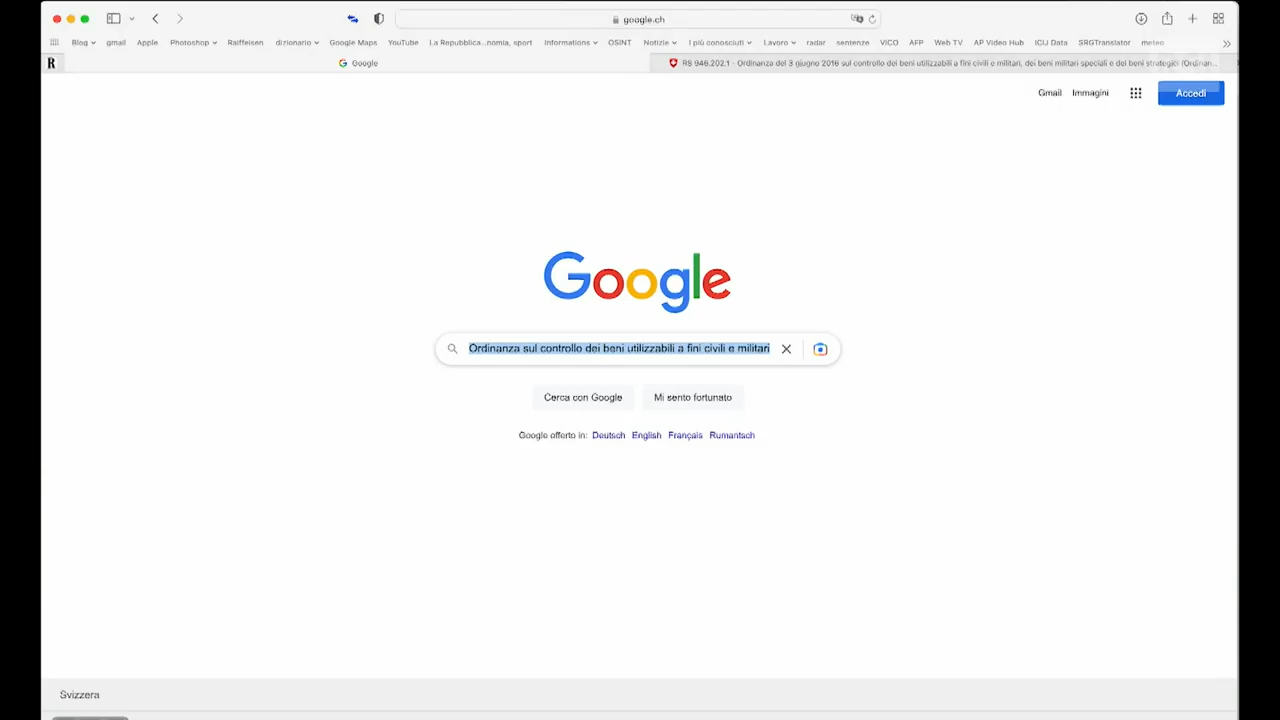 google.ch
Blog gmail Apple Photoshop Raiffeisen dizionario Google Maps YouTube La Repubblica...nomia, sport Informations OSINT Notizie I più conosciuti Lavoro radar sentenze VICO AFP Web TV AP Video Hub ICIJ Data SRGTranslator meteo
R Google RS 946.202.1 - Ordinanza del 3 giugno 2016 sul controllo dei beni utilizzabili a fini civili e militari, dei beni militari speciali e dei beni strategici (Ordinan...
Gmail Immagini Accedi
Google
Ordinanza sul controllo dei beni utilizzabili a fini civili e militari
Cerca con Google Mi sento fortunato
Google offerto in: Deutsch English Français Rumantsch
Svizzera